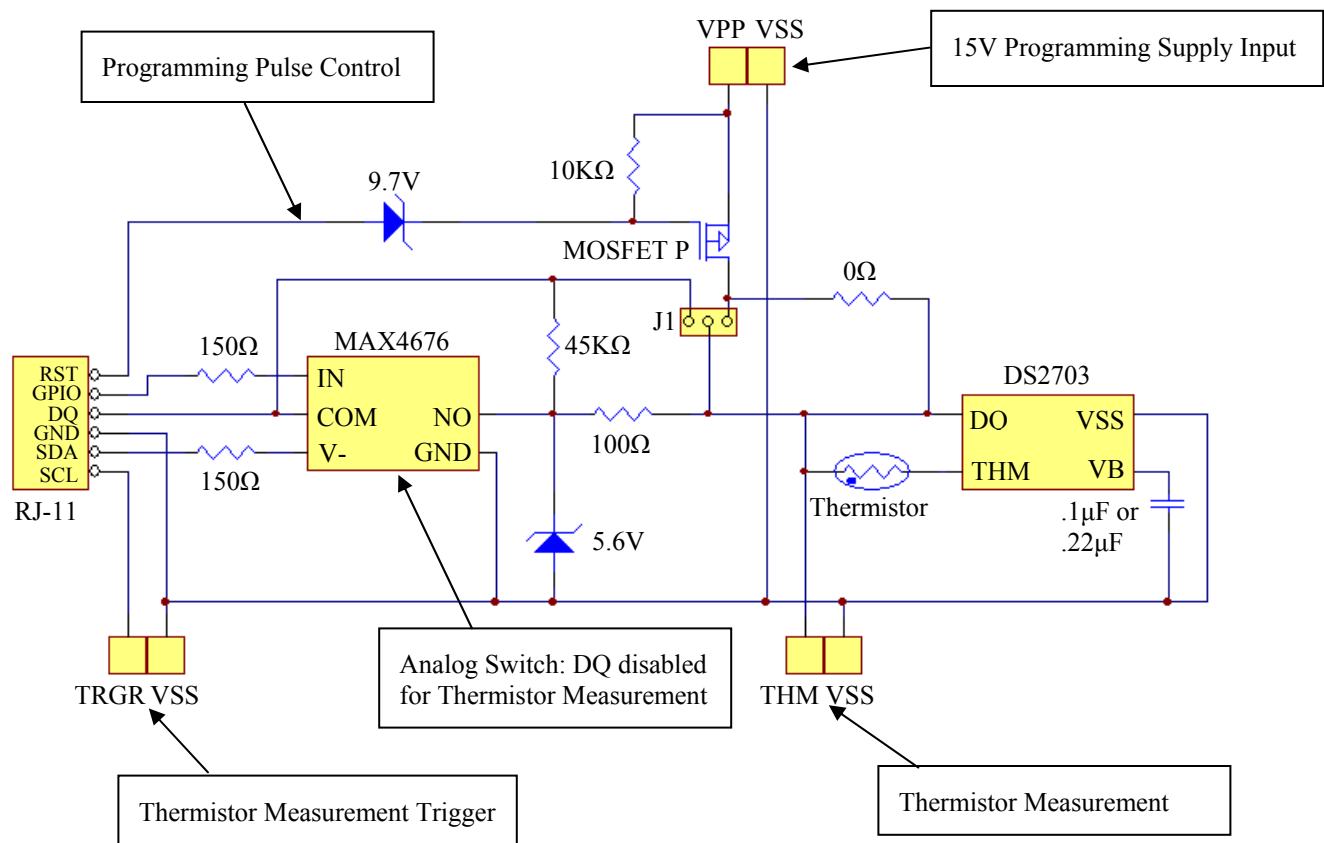 VPP VSS
15V Programming Supply Input
Programming Pulse Control
10KΩ
9.7V
MOSFET P
0Ω
J1
MAX4676
150Ω
45KΩ
DS2703
RST
GPIO
DQ
GND
SDA
SCL
IN
COM
NO
V-
GND
DQ
VSS
THM
VB
100Ω
150Ω
RJ-11
Thermistor
.1μF or
.22μF
5.6V
Analog Switch: DQ disabled
for Thermistor Measurement
TRGR VSS
THM VSS
Thermistor Measurement Trigger
Thermistor Measurement